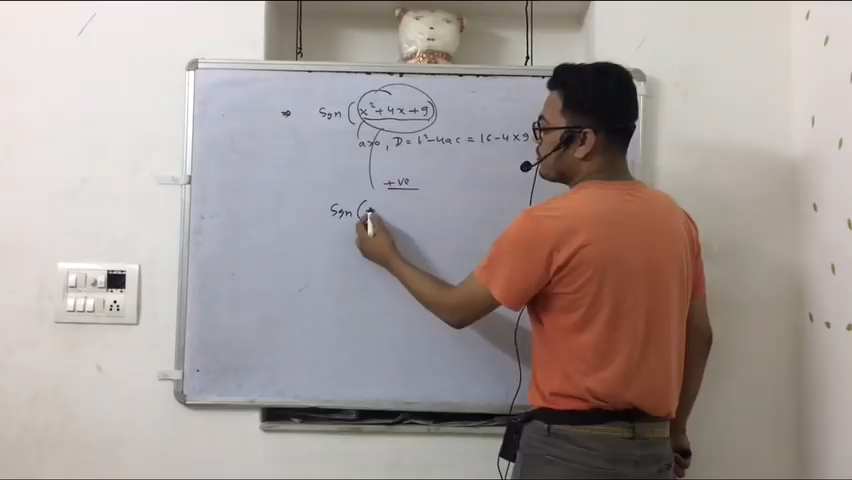 ⇒ Sgn (x²+4x+9)
a>0, D = b²-4ac = 16-4×9
+ve
Sgn (+